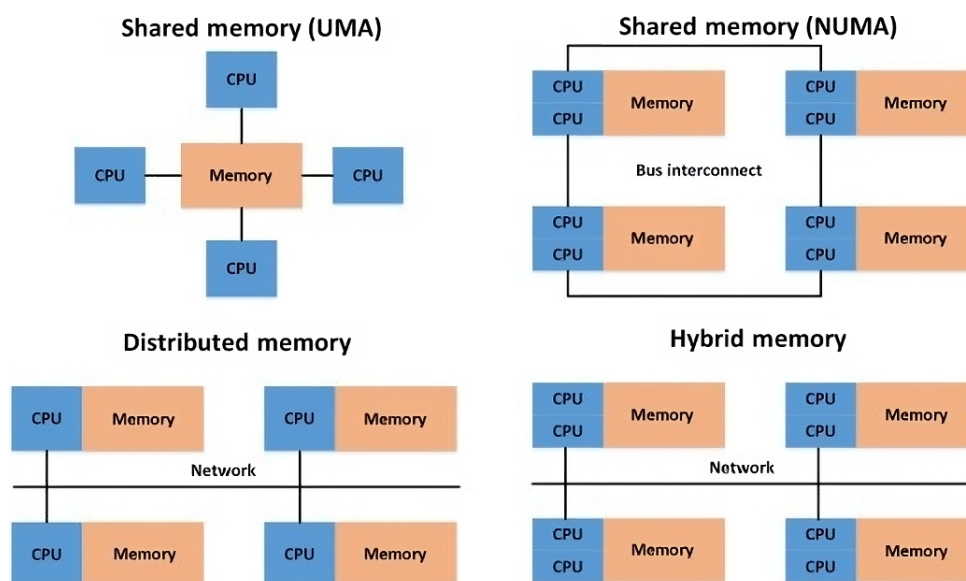 Shared memory (UMA)
CPU
CPU
Memory
CPU
CPU
Shared memory (NUMA)
CPU
CPU
Memory
CPU
CPU
Memory
Bus interconnect
CPU
CPU
Memory
CPU
CPU
Memory
Distributed memory
CPU
Memory
CPU
Memory
Network
CPU
Memory
CPU
Memory
Hybrid memory
CPU
CPU
Memory
CPU
CPU
Memory
Network
CPU
CPU
Memory
CPU
CPU
Memory